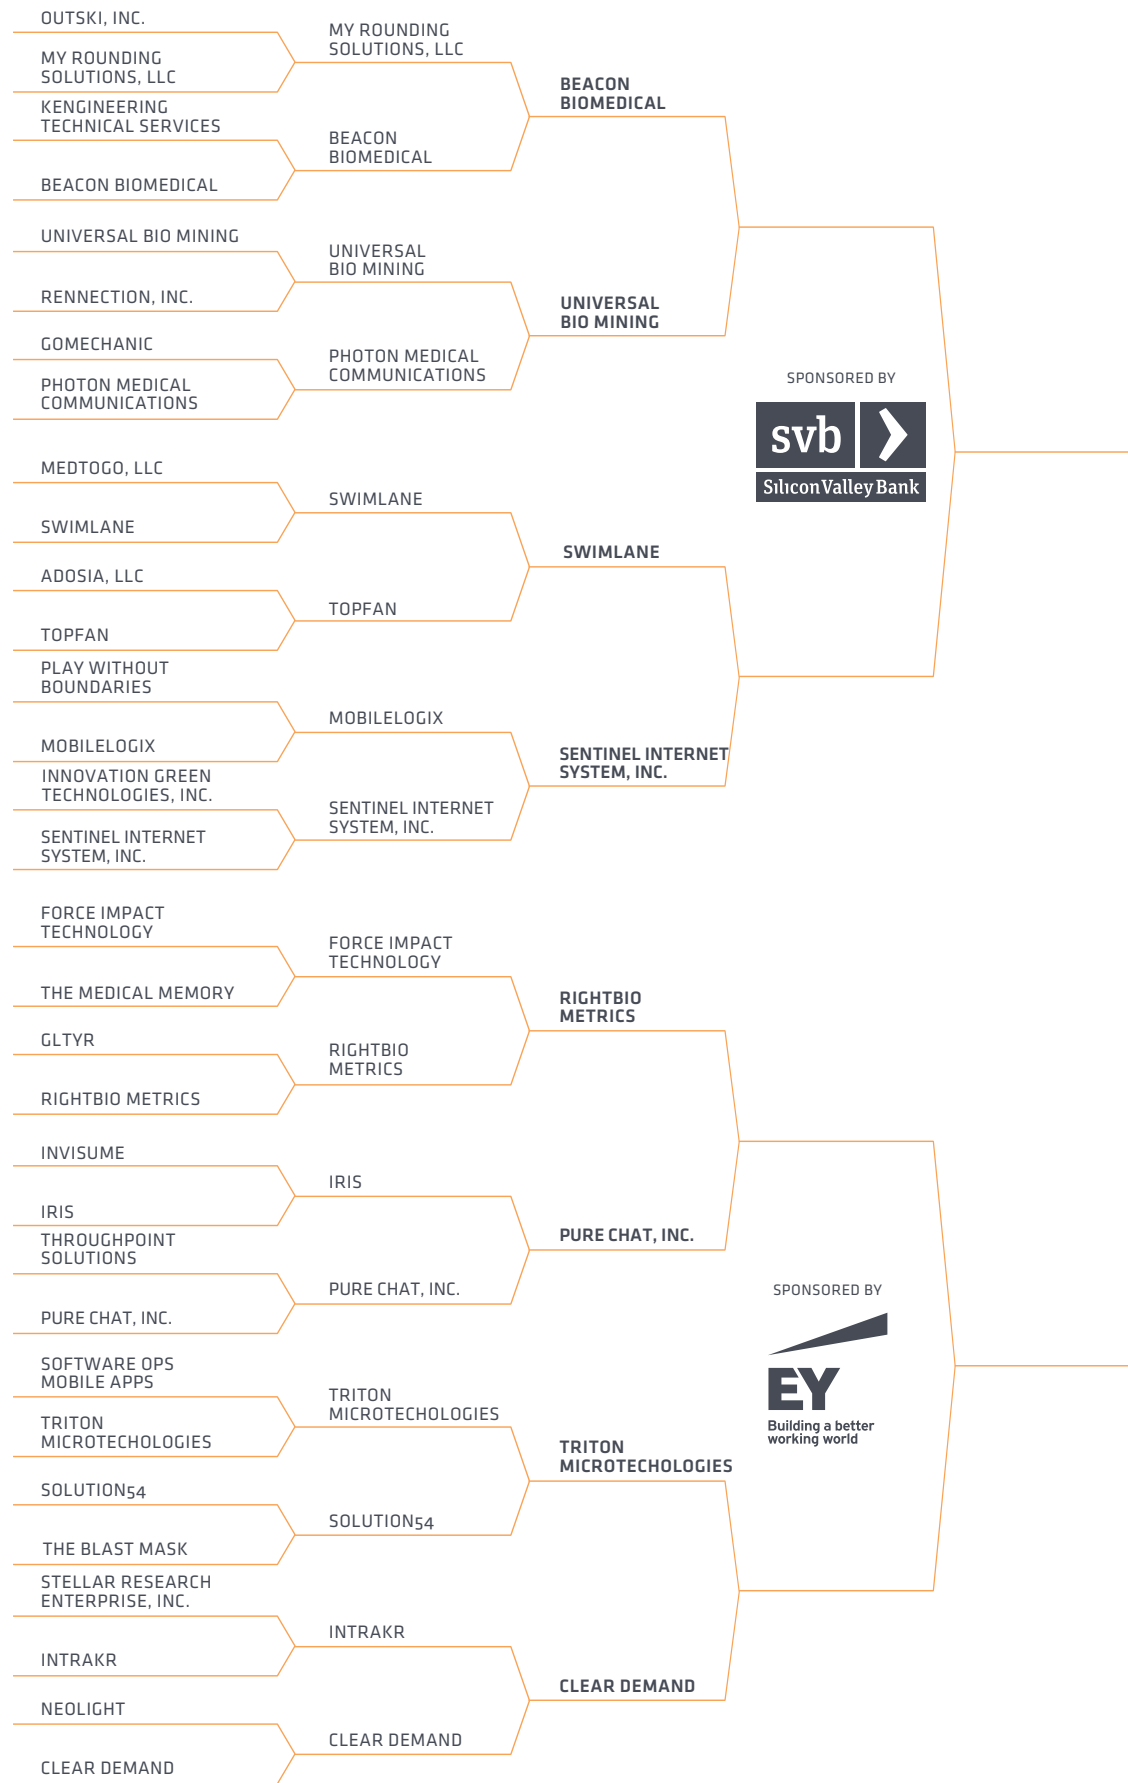 OUTSKI, INC.
MY ROUNDING
SOLUTIONS, LLC
KENGINEERING
TECHNICAL SERVICES
BEACON BIOMEDICAL
UNIVERSAL BIO MINING
RENNECTION, INC.
GOMECHANIC
PHOTON MEDICAL
COMMUNICATIONS
MEDTOGO, LLC
SWIMLANE
ADOSIA, LLC
TOPFAN
PLAY WITHOUT
BOUNDARIES
MOBILELOGIX
INNOVATION GREEN
TECHNOLOGIES, INC.
SENTINEL INTERNET
SYSTEM, INC.
FORCE IMPACT
TECHNOLOGY
THE MEDICAL MEMORY
GLTYR
RIGHTBIO METRICS
INVISUME
IRIS
THROUGHPOINT
SOLUTIONS
PURE CHAT, INC.
SOFTWARE OPS
MOBILE APPS
TRITON
MICROTECHOLOGIES
SOLUTION54
THE BLAST MASK
STELLAR RESEARCH
ENTERPRISE, INC.
INTRAKR
NEOLIGHT
CLEAR DEMAND
MY ROUNDING
SOLUTIONS, LLC
BEACON
BIOMEDICAL
UNIVERSAL
BIO MINING
PHOTON MEDICAL
COMMUNICATIONS
SWIMLANE
TOPFAN
MOBILELOGIX
SENTINEL INTERNET
SYSTEM, INC.
FORCE IMPACT
TECHNOLOGY
RIGHTBIO
METRICS
IRIS
PURE CHAT, INC.
TRITON
MICROTECHOLOGIES
SOLUTION54
INTRAKR
CLEAR DEMAND
BEACON
BIOMEDICAL
UNIVERSAL
BIO MINING
SWIMLANE
SENTINEL INTERNET
SYSTEM, INC.
RIGHTBIO
METRICS
PURE CHAT, INC.
TRITON
MICROTECHOLOGIES
CLEAR DEMAND
SPONSORED BY
svb
Silicon Valley Bank
SPONSORED BY
EY
Building a better
working world